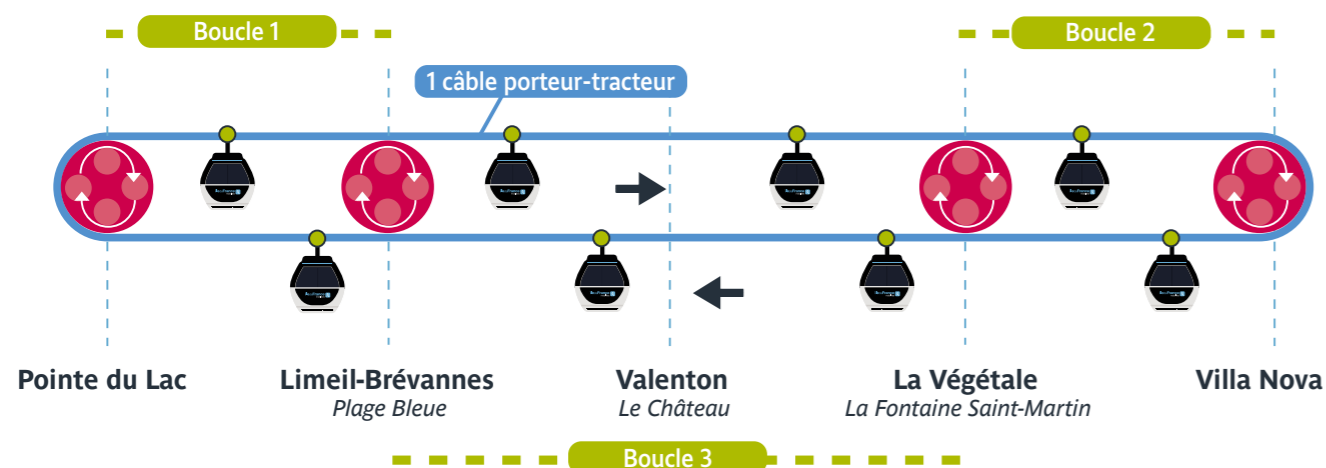 Boucle 1
Boucle 2
1 câble porteur-tracteur
Pointe du Lac
Limeil-Brévannes
Plage Bleue
Valenton
Le Château
La Végétale
La Fontaine Saint-Martin
Villa Nova
Boucle 3